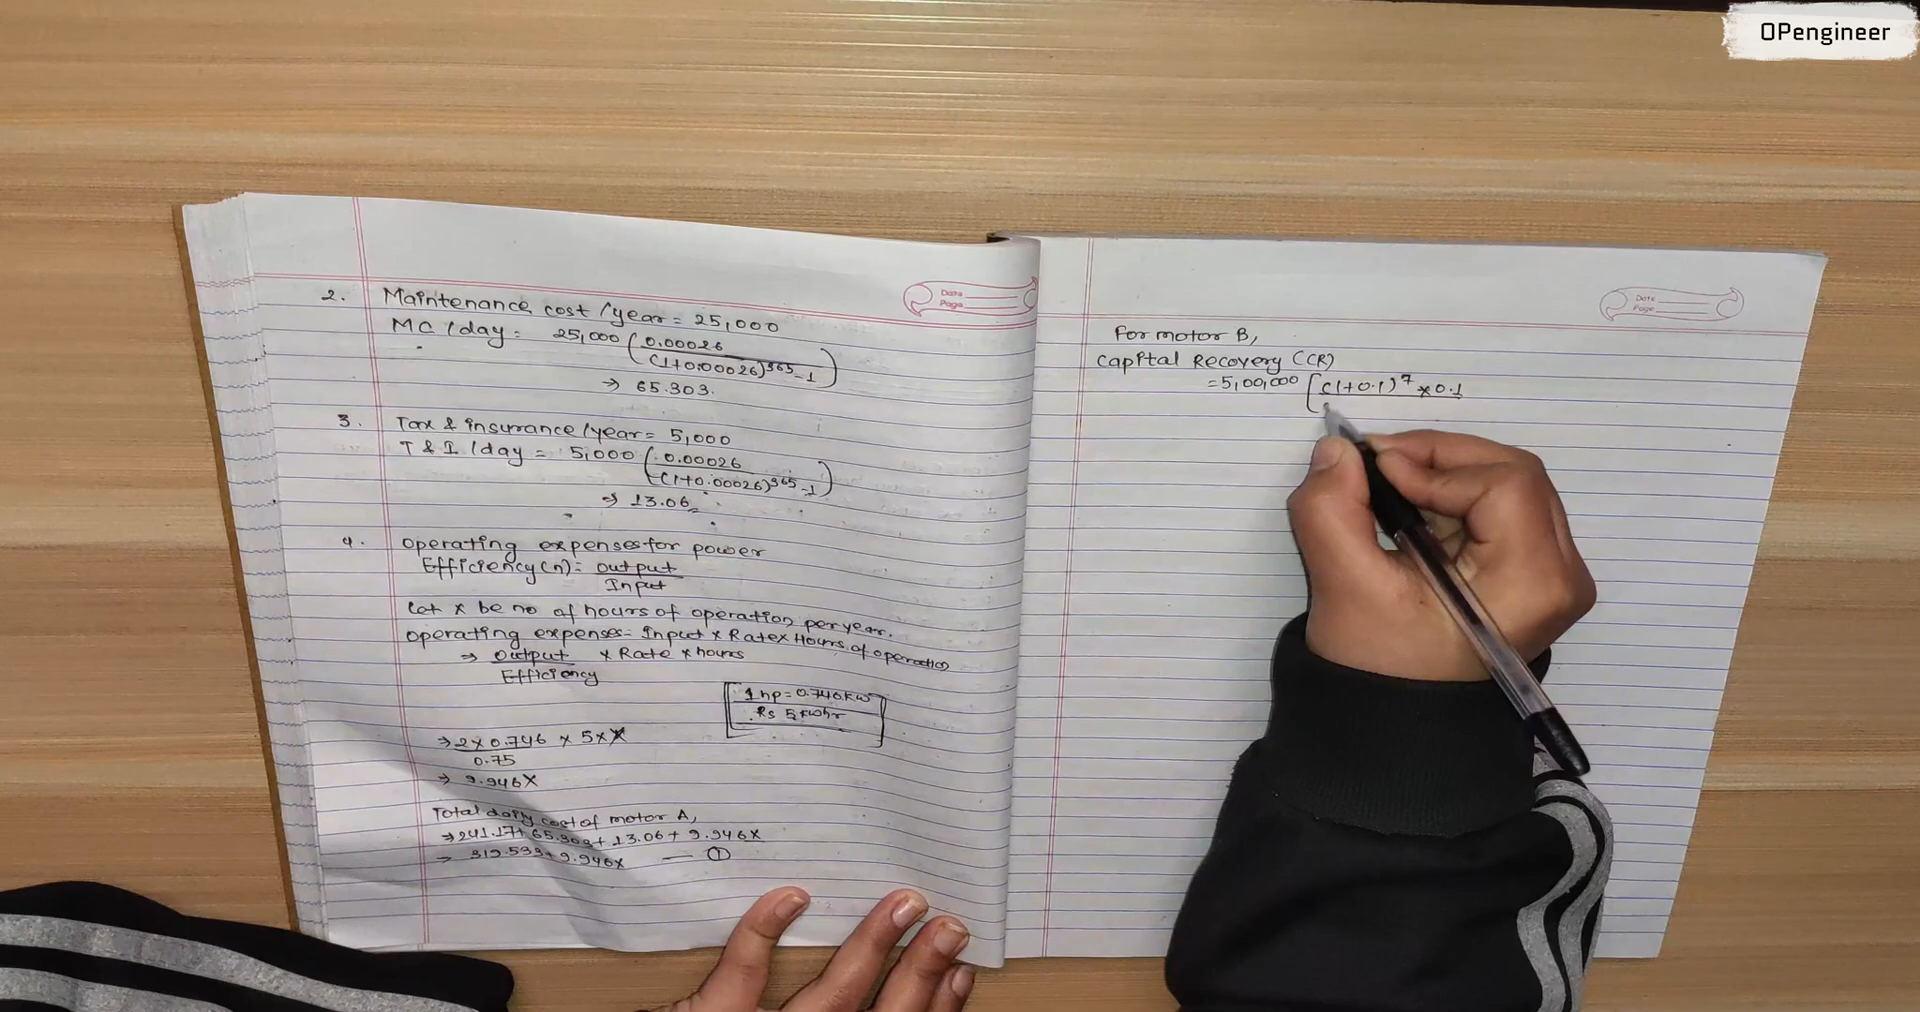 OPengineer
Date
Page
2. Maintenance cost /year = 25,000
MC /day = 25,000 (0.00026
(1+0.00026)^365-1)
→ 65.303.
3. Tax & insurance /year = 5,000
T & I /day = 5,000 (0.00026
(1+0.00026)^365-1)
→ 13.06
4. Operating expenses for power
Efficiency (n) = output
Input
Let x be no of hours of operation per year.
Operating expenses = Input x Rate x Hours of operation
→ Output x Rate x hours
Efficiency
1 hp = 0.746 kW
Rs 5 kWhr
→ 2 x 0.746 x 5 x X
0.75
→ 9.946X
Total daily cost of motor A,
→ 241.17 + 65.303 + 13.06 + 9.946X
→ 319.533 + 9.946X — ①
Date
Page
For motor B,
Capital Recovery (CR)
= 5,00,000 [(1+0.1)^7 x 0.1